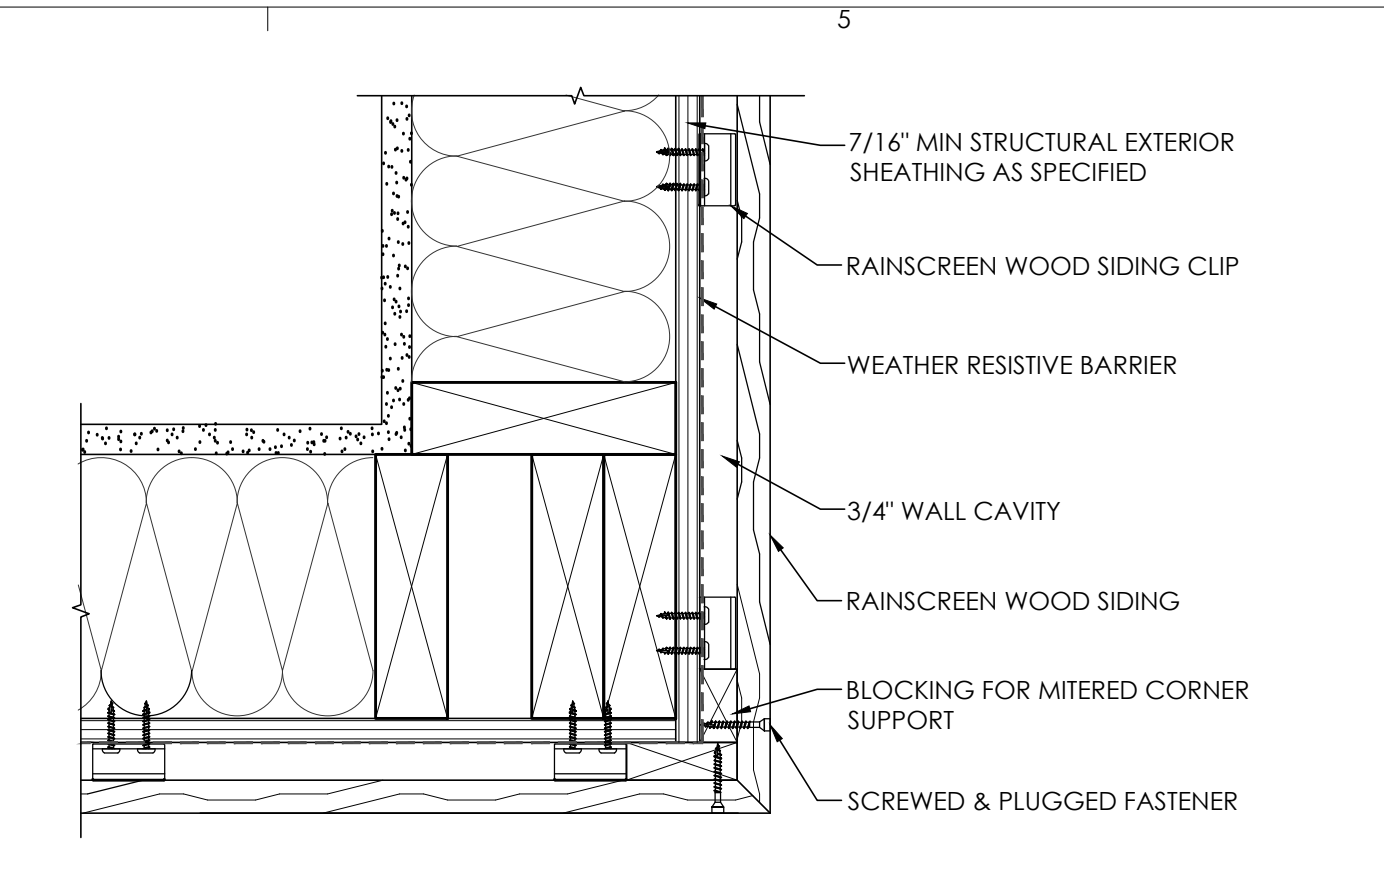 5
7/16" MIN STRUCTURAL EXTERIOR
SHEATHING AS SPECIFIED
RAINSCREEN WOOD SIDING CLIP
WEATHER RESISTIVE BARRIER
3/4" WALL CAVITY
RAINSCREEN WOOD SIDING
BLOCKING FOR MITERED CORNER
SUPPORT
SCREWED & PLUGGED FASTENER